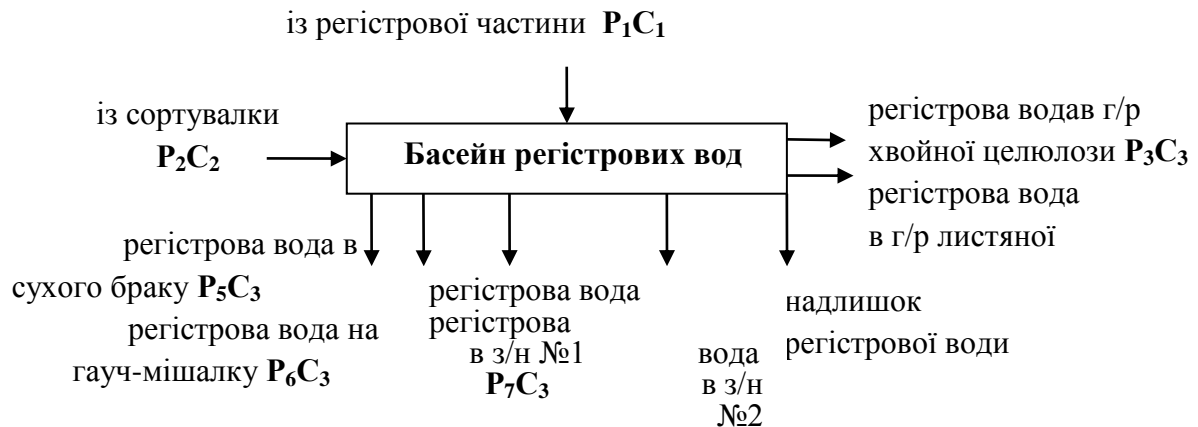 із регістрової частини P₁C₁
із сортувалки
P₂C₂
Басейн регістрових вод
регістрова водав г/р
хвойної целюлози P₃C₃
регістрова вода
в г/р листяної
регістрова вода в
сухого браку P₅C₃
регістрова вода на
гауч-мішалку P₆C₃
регістрова вода
регістрова
в з/н №1
P₇C₃
вода
в з/н
№2
надлишок
регістрової води